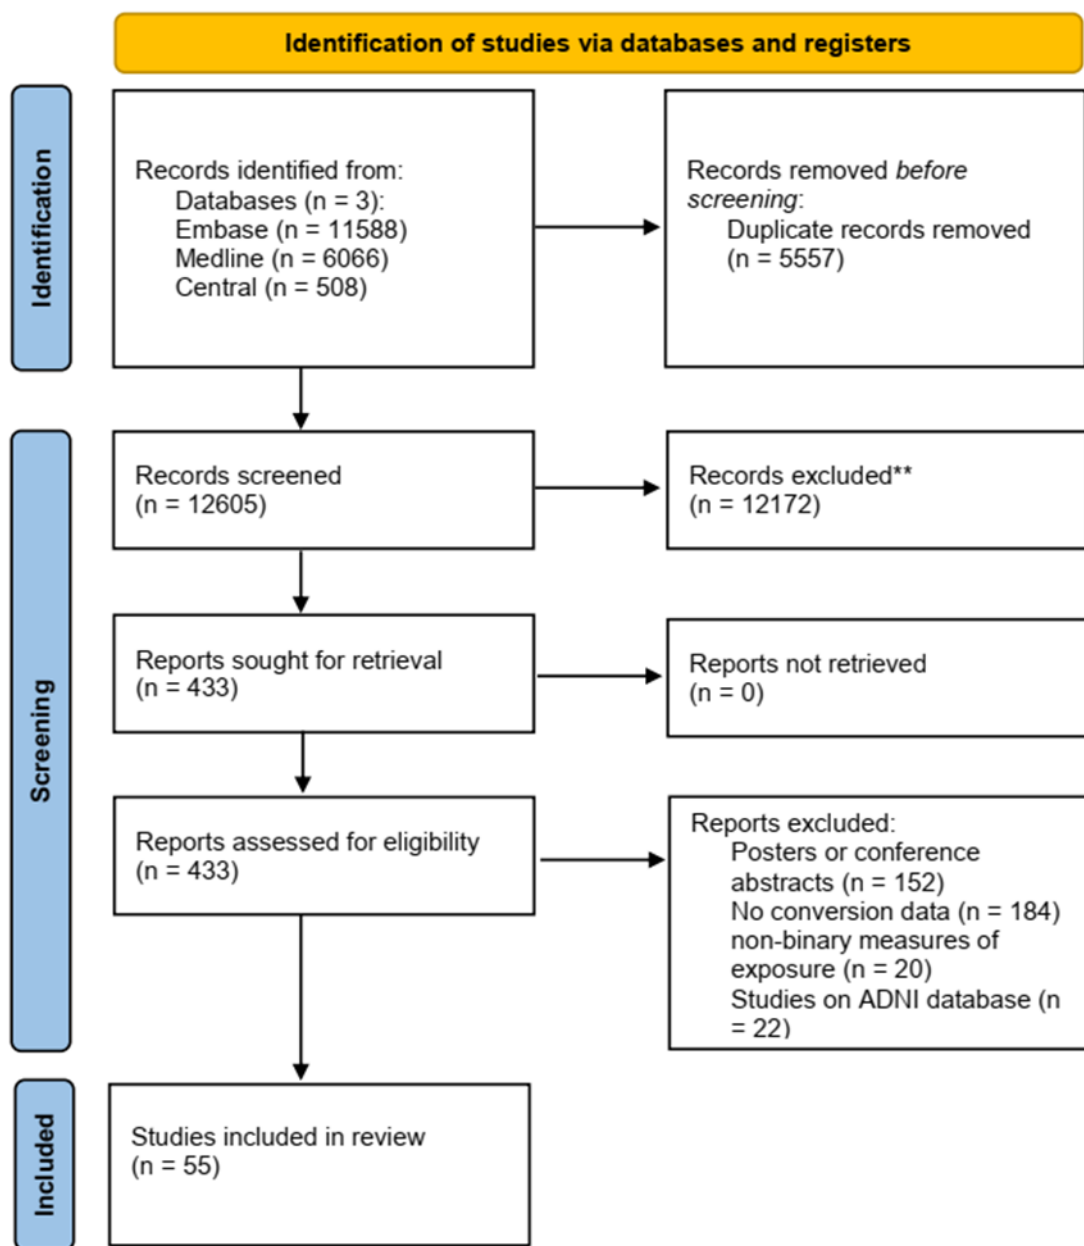 Identification of studies via databases and registers
Identification
Records identified from:
Databases (n = 3):
Embase (n = 11588)
Medline (n = 6066)
Central (n = 508)
Records removed before
screening:
Duplicate records removed
(n = 5557)
Screening
Records screened
(n = 12605)
Records excluded**
(n = 12172)
Reports sought for retrieval
(n = 433)
Reports not retrieved
(n = 0)
Reports assessed for eligibility
(n = 433)
Reports excluded:
Posters or conference
abstracts (n = 152)
No conversion data (n = 184)
non-binary measures of
exposure (n = 20)
Studies on ADNI database (n
= 22)
Included
Studies included in review
(n = 55)